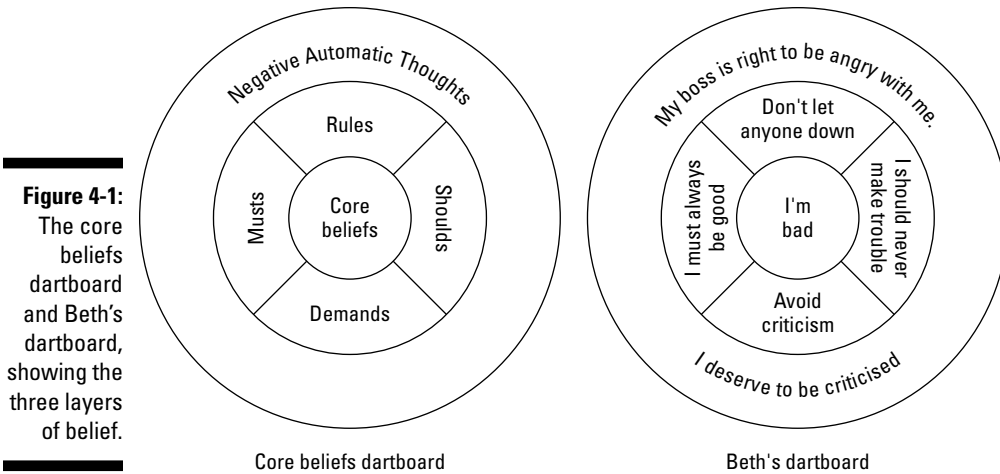 Figure 4-1:
The core
beliefs
dartboard
and Beth's
dartboard,
showing the
three layers
of belief.
Negative Automatic Thoughts
Rules
Musts
Core
beliefs
Shoulds
Demands
Core beliefs dartboard
My boss is right to be angry with me.
Don't let
anyone down
I must always
be good
I'm
bad
I should never
make trouble
Avoid
criticism
I deserve to be criticised
Beth's dartboard